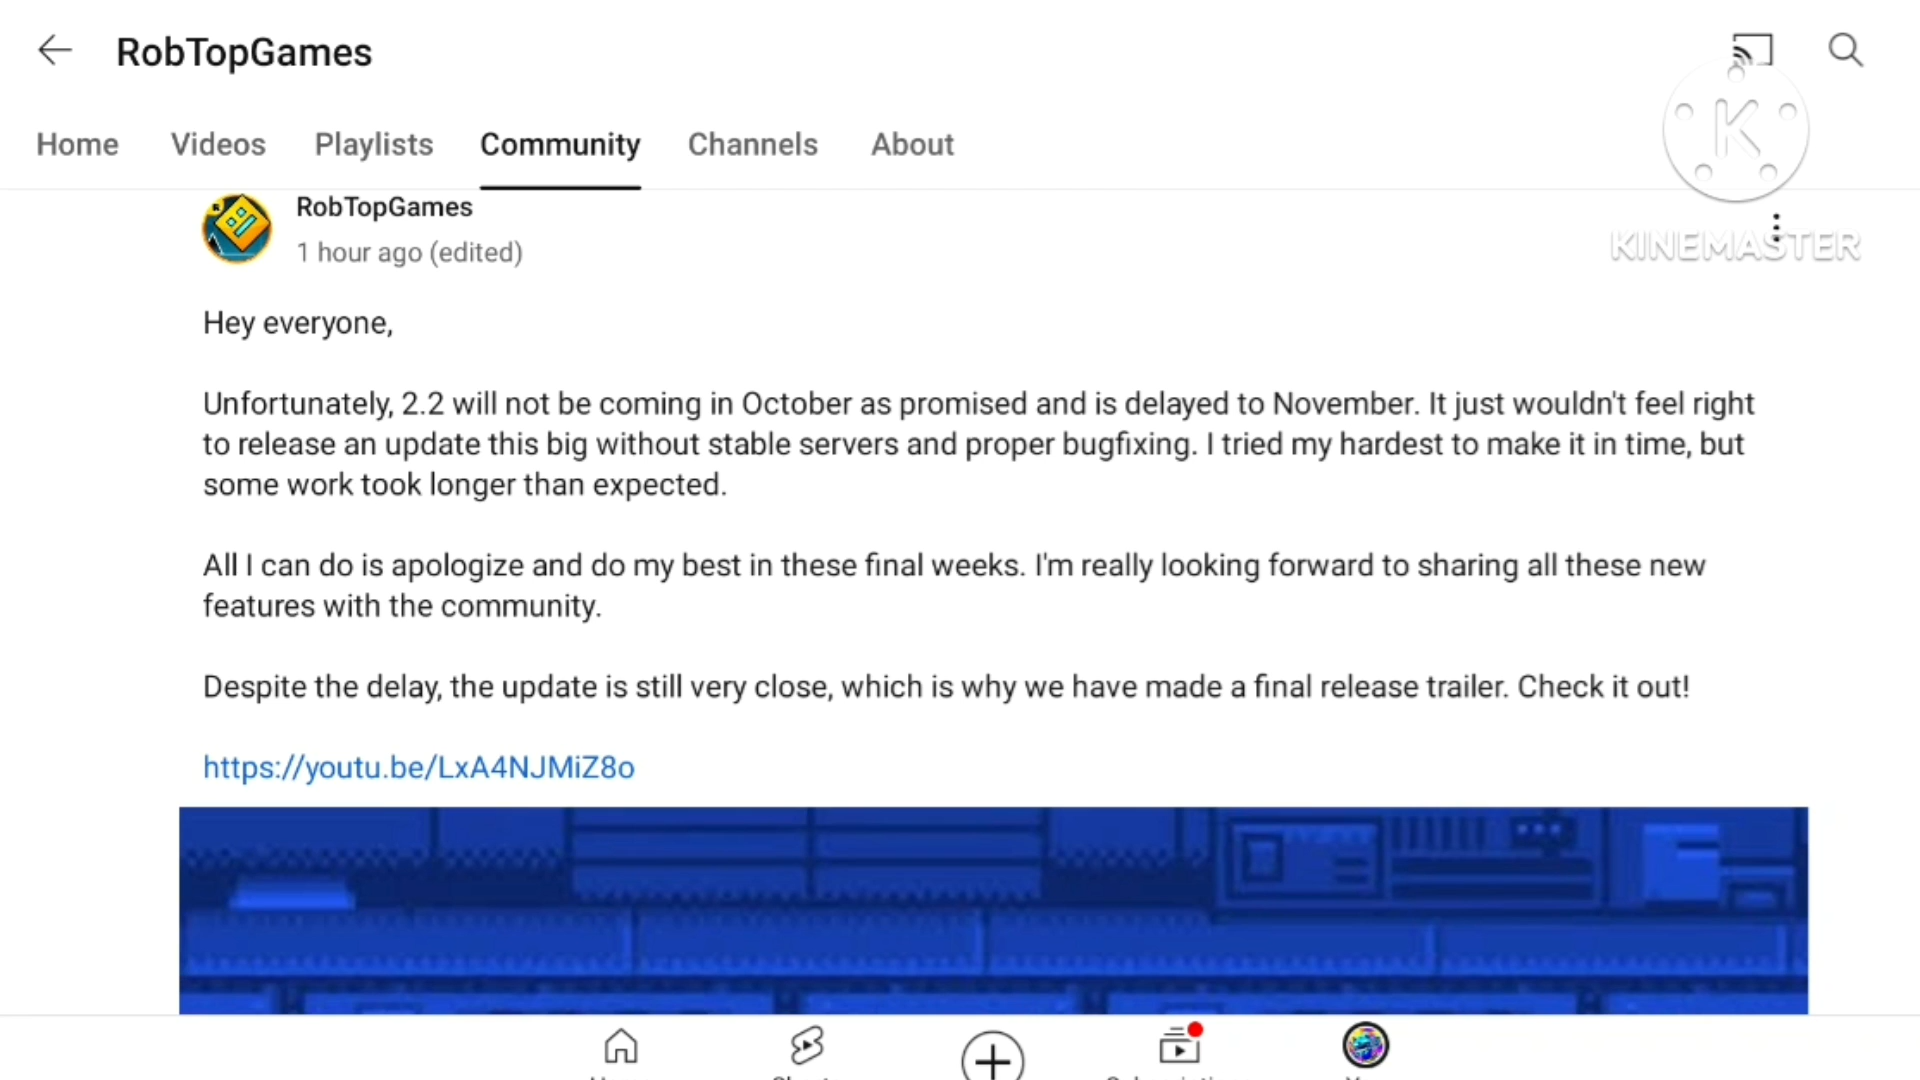 RobTopGames
Home Videos Playlists Community Channels About
K
KINEMASTER
RobTopGames
1 hour ago (edited)
Hey everyone,
Unfortunately, 2.2 will not be coming in October as promised and is delayed to November. It just wouldn't feel right
to release an update this big without stable servers and proper bugfixing. I tried my hardest to make it in time, but
some work took longer than expected.
All I can do is apologize and do my best in these final weeks. I'm really looking forward to sharing all these new
features with the community.
Despite the delay, the update is still very close, which is why we have made a final release trailer. Check it out!
https://youtu.be/LxA4NJMiZ8o